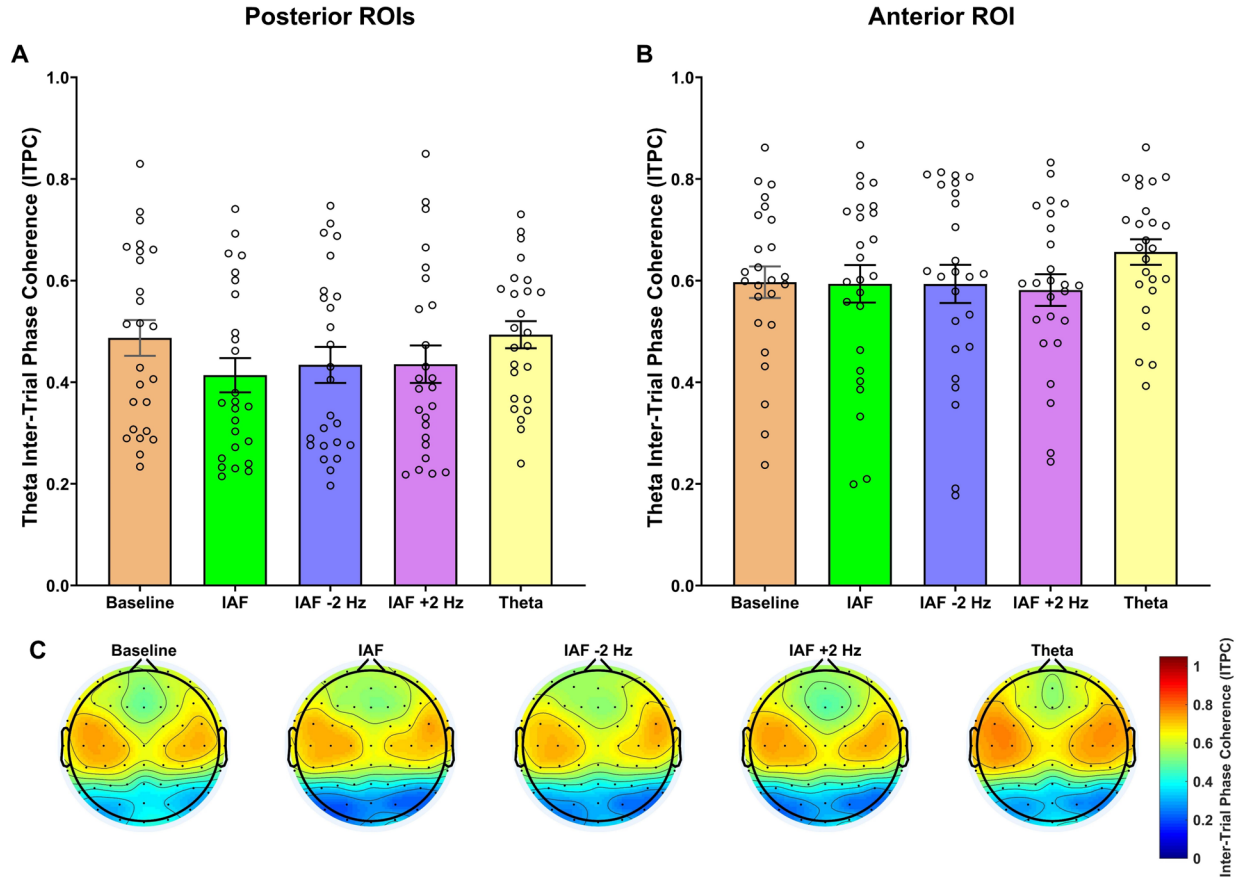 Posterior ROIs
Anterior ROI
A
B
Theta Inter-Trial Phase Coherence (ITPC)
1.0
0.8
0.6
0.4
0.2
0.0
Baseline
IAF
IAF -2 Hz
IAF +2 Hz
Theta
Theta Inter-Trial Phase Coherence (ITPC)
1.0
0.8
0.6
0.4
0.2
0.0
Baseline
IAF
IAF -2 Hz
IAF +2 Hz
Theta
C
Baseline
IAF
IAF -2 Hz
IAF +2 Hz
Theta
1
0.8
0.6
0.4
0.2
0
Inter-Trial Phase Coherence (ITPC)